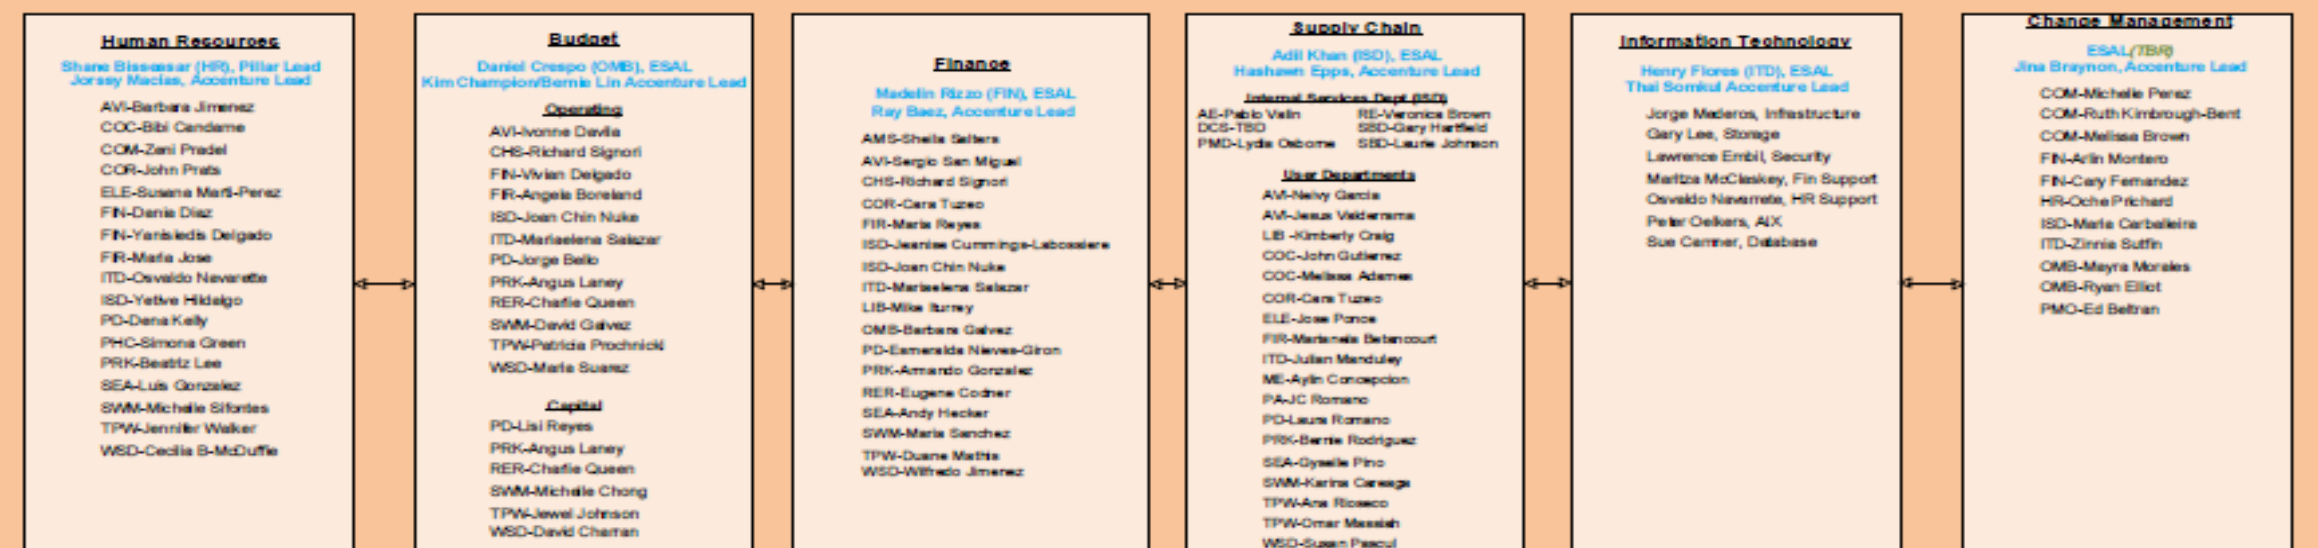 Human Resources
Shane Bissessar (HR), Pillar Lead
Jorssy Macias, Accenture Lead
AVI-Barbara Jimenez
COC-Bibi Candame
COM-Zeni Pradel
COR-John Prats
ELE-Susana Marti-Perez
FIN-Dania Diaz
FIN-Yanisledis Delgado
FIR-Maria Jose
ITD-Osvaldo Navarette
ISD-Yetive Hidalgo
PD-Dena Kelly
PHC-Simona Green
PRK-Beatriz Lee
SEA-Luis Gonzalez
SWM-Michelle Sifontes
TPW-Jennifer Walker
WSD-Cecilia B-McDuffie
Budget
Daniel Crespo (OMB), ESAL
Kim Champion/Bernie Lin Accenture Lead
Operating
AVI-Ivonne Davila
CHS-Richard Signori
FIN-Vivian Delgado
FIR-Angela Boreland
ISD-Joan Chin Nuke
ITD-Mariaelena Salazar
PD-Jorge Bello
PRK-Angus Laney
RER-Charlie Queen
SWM-David Galvez
TPW-Patricia Prochnicki
WSD-Maria Suarez
Capital
PD-Lisi Reyes
PRK-Angus Laney
RER-Charlie Queen
SWM-Michelle Chong
TPW-Jewel Johnson
WSD-David Charran
Finance
Madelin Rizzo (FIN), ESAL
Ray Baez, Accenture Lead
AMS-Sheila Salters
AVI-Sergio San Miguel
CHS-Richard Signori
COR-Cara Tuzeo
FIR-Maria Reyes
ISD-Jeanise Cummings-Labossiere
ISD-Joan Chin Nuke
ITD-Mariaelena Salazar
LIB-Mike Iturrey
OMB-Barbara Galvez
PD-Esmeralda Nieves-Giron
PRK-Armando Gonzalez
RER-Eugene Codner
SEA-Andy Hecker
SWM-Maria Sanchez
TPW-Duane Mathis
WSD-Wilfredo Jimenez
Supply Chain
Adil Khan (ISD), ESAL
Hashawn Epps, Accenture Lead
Internal Services Dept (ISD)
AE-Pablo Valin RE-Veronica Brown
DCS-TBD SBD-Gary Hartfield
PMD-Lydia Osborne SBD-Laurie Johnson
User Departments
AVI-Neivy Garcia
AVI-Jesus Valderrama
LIB -Kimberly Craig
COC-John Gutierrez
COC-Melissa Adames
COR-Cara Tuzeo
ELE-Jose Ponce
FIR-Marianela Betancourt
ITD-Julian Manduley
ME-Aylin Concepcion
PA-JC Romano
PD-Laura Romano
PRK-Bernie Rodriguez
SEA-Gyselle Pino
SWM-Karina Careaga
TPW-Ana Rioseco
TPW-Omar Massiah
WSD-Susan Pascul
Information Technology
Henry Flores (ITD), ESAL
Thai Somkul Accenture Lead
Jorge Mederos, Infrastructure
Gary Lee, Storage
Lawrence Embil, Security
Maritza McClaskey, Fin Support
Osvaldo Navarrete, HR Support
Peter Oelkers, AIX
Sue Camner, Database
Change Management
ESAL(TBR)
Jina Braynon, Accenture Lead
COM-Michelle Perez
COM-Ruth Kimbrough-Bent
COM-Melissa Brown
FIN-Arlin Montero
FIN-Cary Fernandez
HR-Oche Prichard
ISD-Maria Carballeira
ITD-Zinnia Sutfin
OMB-Mayra Morales
OMB-Ryan Elliot
PMO-Ed Beltran